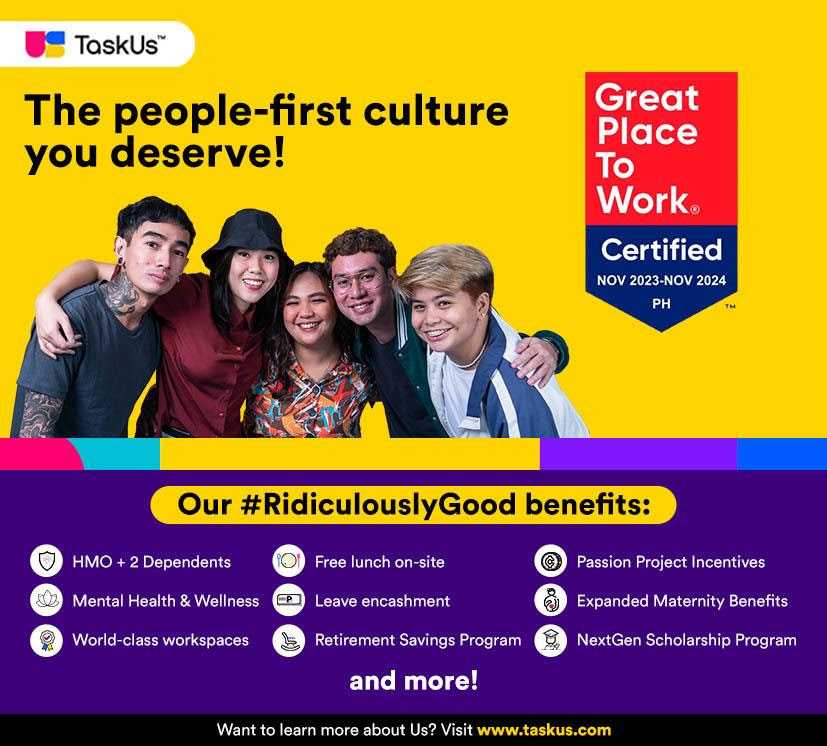 TaskUs™
The people-first culture
you deserve!
Great
Place
To
Work®
Certified
NOV 2023-NOV 2024
PH
™
Our #RidiculouslyGood benefits:
HMO + 2 Dependents
Mental Health & Wellness
World-class workspaces
Free lunch on-site
Leave encashment
Retirement Savings Program
Passion Project Incentives
Expanded Maternity Benefits
NextGen Scholarship Program
and more!
Want to learn more about Us? Visit www.taskus.com